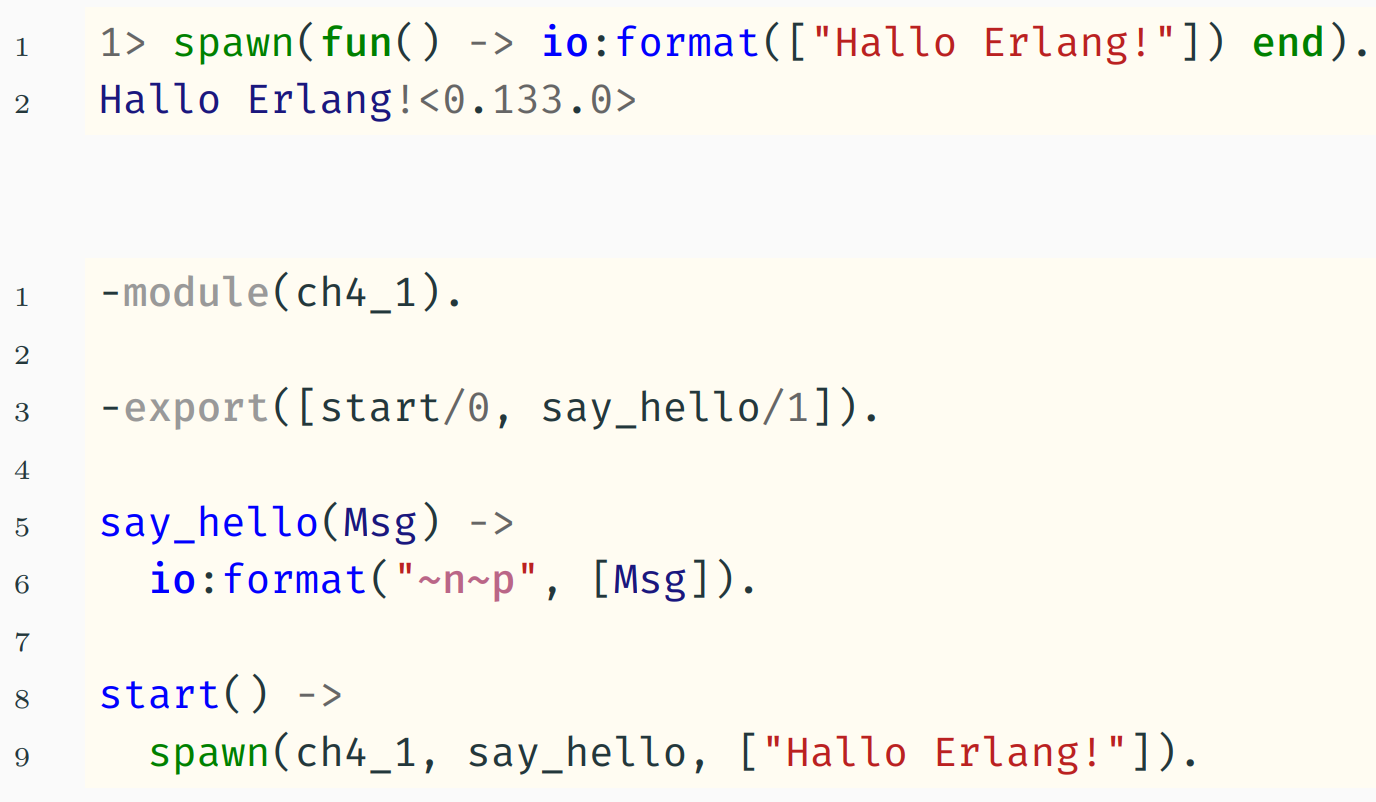 1 1> spawn(fun() -> io:format(["Hallo Erlang!"]) end).
2 Hallo Erlang!<0.133.0>
1 -module(ch4_1).
2
3 -export([start/0, say_hello/1]).
4
5 say_hello(Msg) ->
6   io:format("~n~p", [Msg]).
7
8 start() ->
9   spawn(ch4_1, say_hello, ["Hallo Erlang!"]).